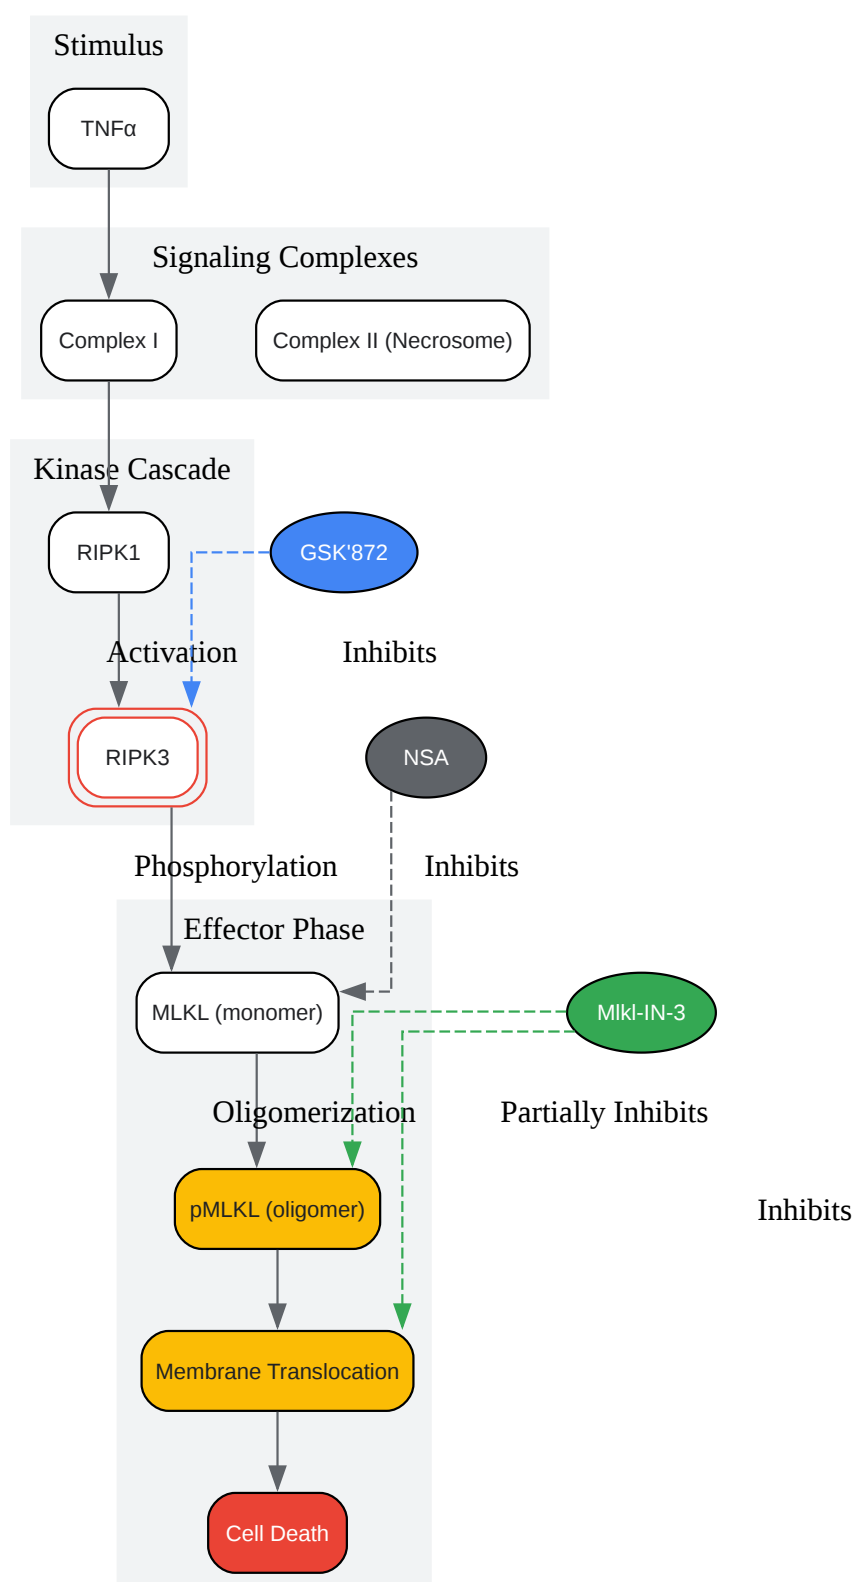 Stimulus
TNFα
Signaling Complexes
Complex I
Complex II (Necrosome)
Kinase Cascade
RIPK1
GSK'872
Activation
Inhibits
RIPK3
NSA
Phosphorylation
Inhibits
Effector Phase
MLKL (monomer)
Mlkl-IN-3
Oligomerization
Partially Inhibits
pMLKL (oligomer)
Inhibits
Membrane Translocation
Cell Death